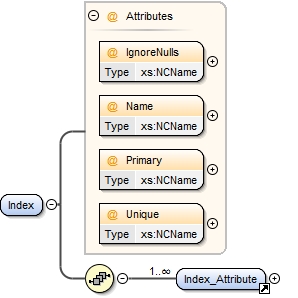 @ Attributes
@ IgnoreNulls
Type xs:NCName
@ Name
Type xs:NCName
@ Primary
Type xs:NCName
@ Unique
Type xs:NCName
Index
1..∞
Index_Attribute